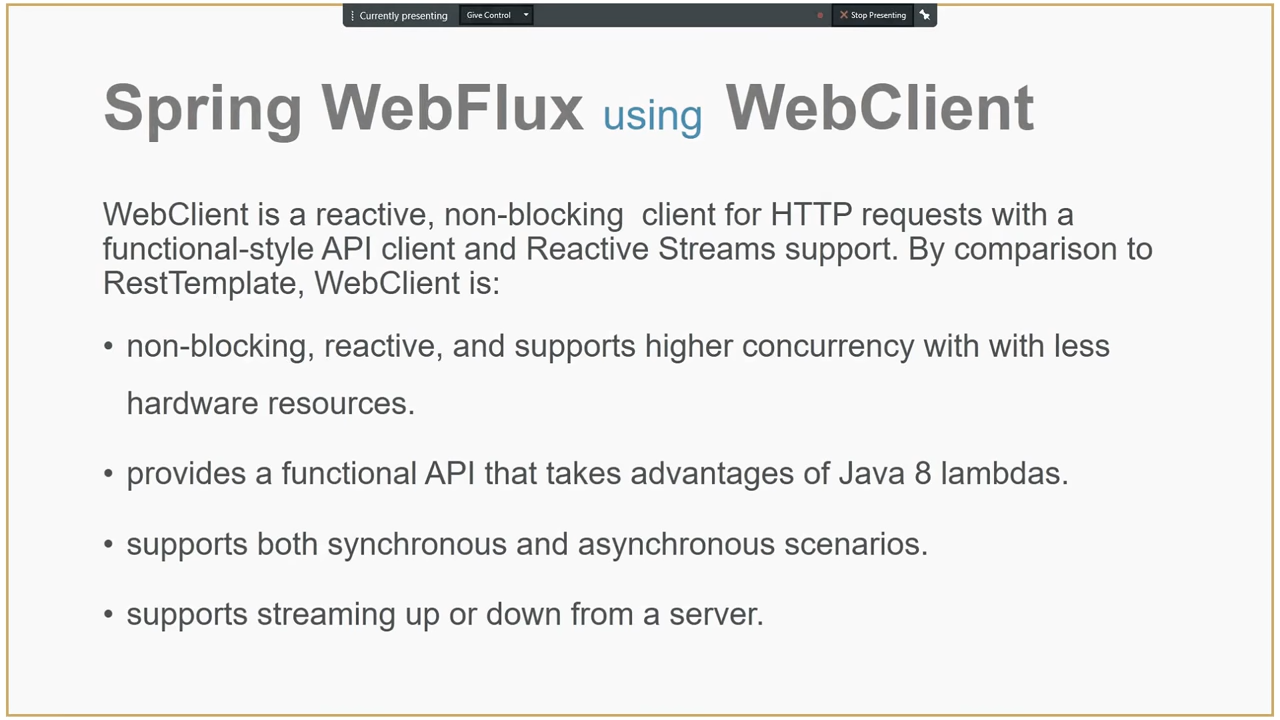 Currently presenting
Give Control
Stop Presenting
Spring WebFlux using WebClient
WebClient is a reactive, non-blocking  client for HTTP requests with a
functional-style API client and Reactive Streams support. By comparison to
RestTemplate, WebClient is:
• non-blocking, reactive, and supports higher concurrency with with less
hardware resources.
• provides a functional API that takes advantages of Java 8 lambdas.
• supports both synchronous and asynchronous scenarios.
• supports streaming up or down from a server.